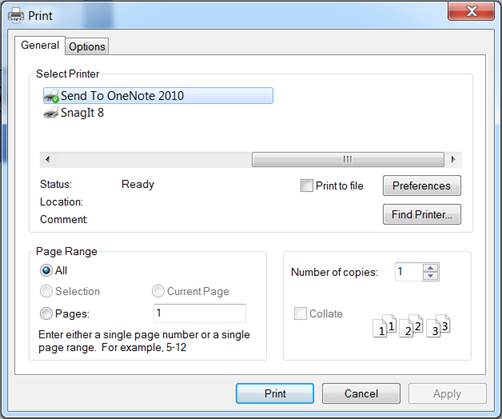 Print
General Options
Select Printer
Send To OneNote 2010
SnagIt 8
Status: Ready Print to file Preferences
Location:
Comment: Find Printer...
Page Range
All
Selection Current Page
Pages: 1
Enter either a single page number or a single
page range. For example, 5-12
Number of copies: 1
Collate
1 1 2 2 3 3
Print Cancel Apply